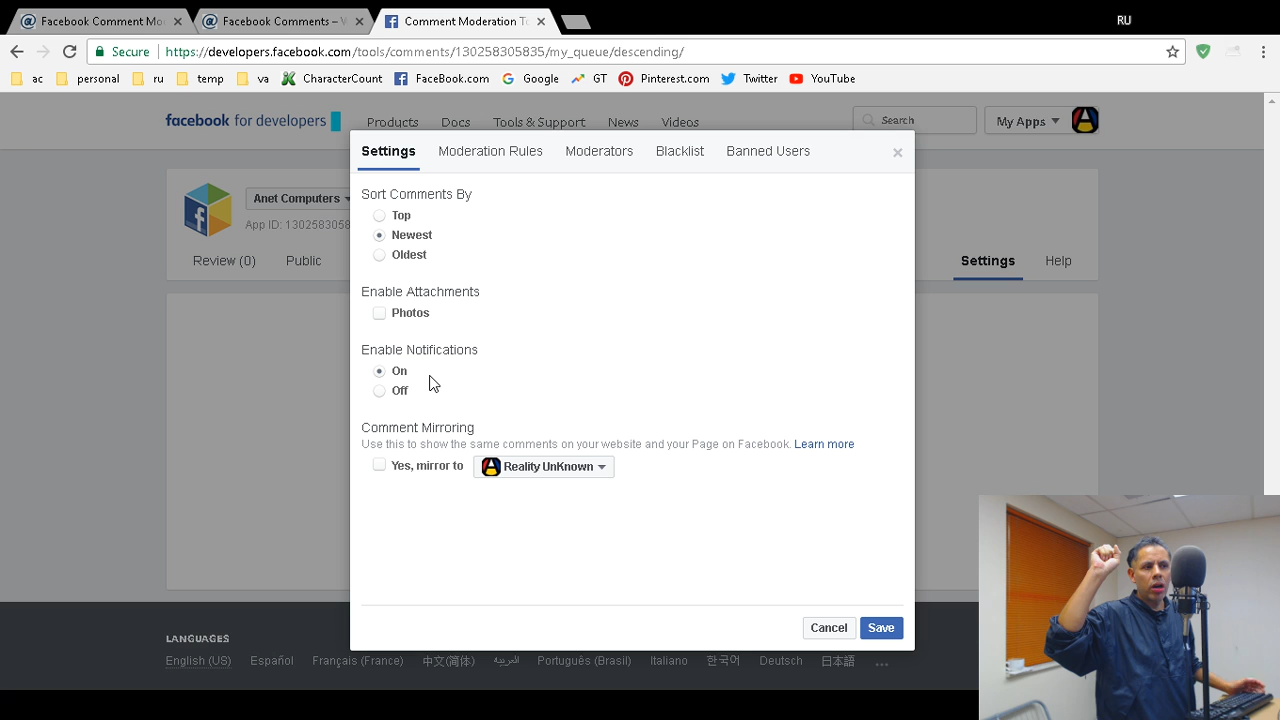 Facebook Comment Mo
Facebook Comments – W
Comment Moderation T
RU
Secure
https://developers.facebook.com/tools/comments/130258305835/my_queue/descending/
ac
personal
ru
temp
va
CharacterCount
FaceBook.com
Google
GT
Pinterest.com
Twitter
YouTube
facebook for developers
Products
Docs
Tools & Support
News
Videos
Search
My Apps
Anet Computers
App ID: 1302583058
Review (0)
Public
Settings
Help
Settings
Moderation Rules
Moderators
Blacklist
Banned Users
Sort Comments By
Top
Newest
Oldest
Enable Attachments
Photos
Enable Notifications
On
Off
Comment Mirroring
Use this to show the same comments on your website and your Page on Facebook. Learn more
Yes, mirror to
Reality UnKnown
Cancel
Save
LANGUAGES
English (US)
Español
Français (France)
中文(简体)
العربية
Português (Brasil)
Italiano
한국어
Deutsch
日本語
...